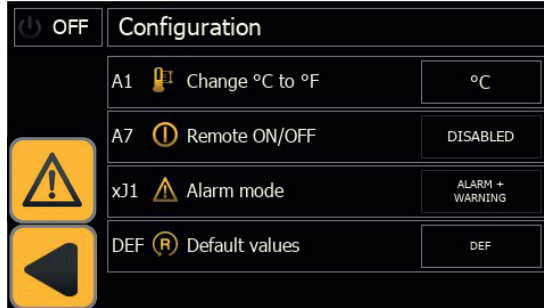 OFF Configuration
A1 Change °C to °F °C
A7 Remote ON/OFF DISABLED
xJ1 Alarm mode ALARM +
WARNING
DEF R Default values DEF